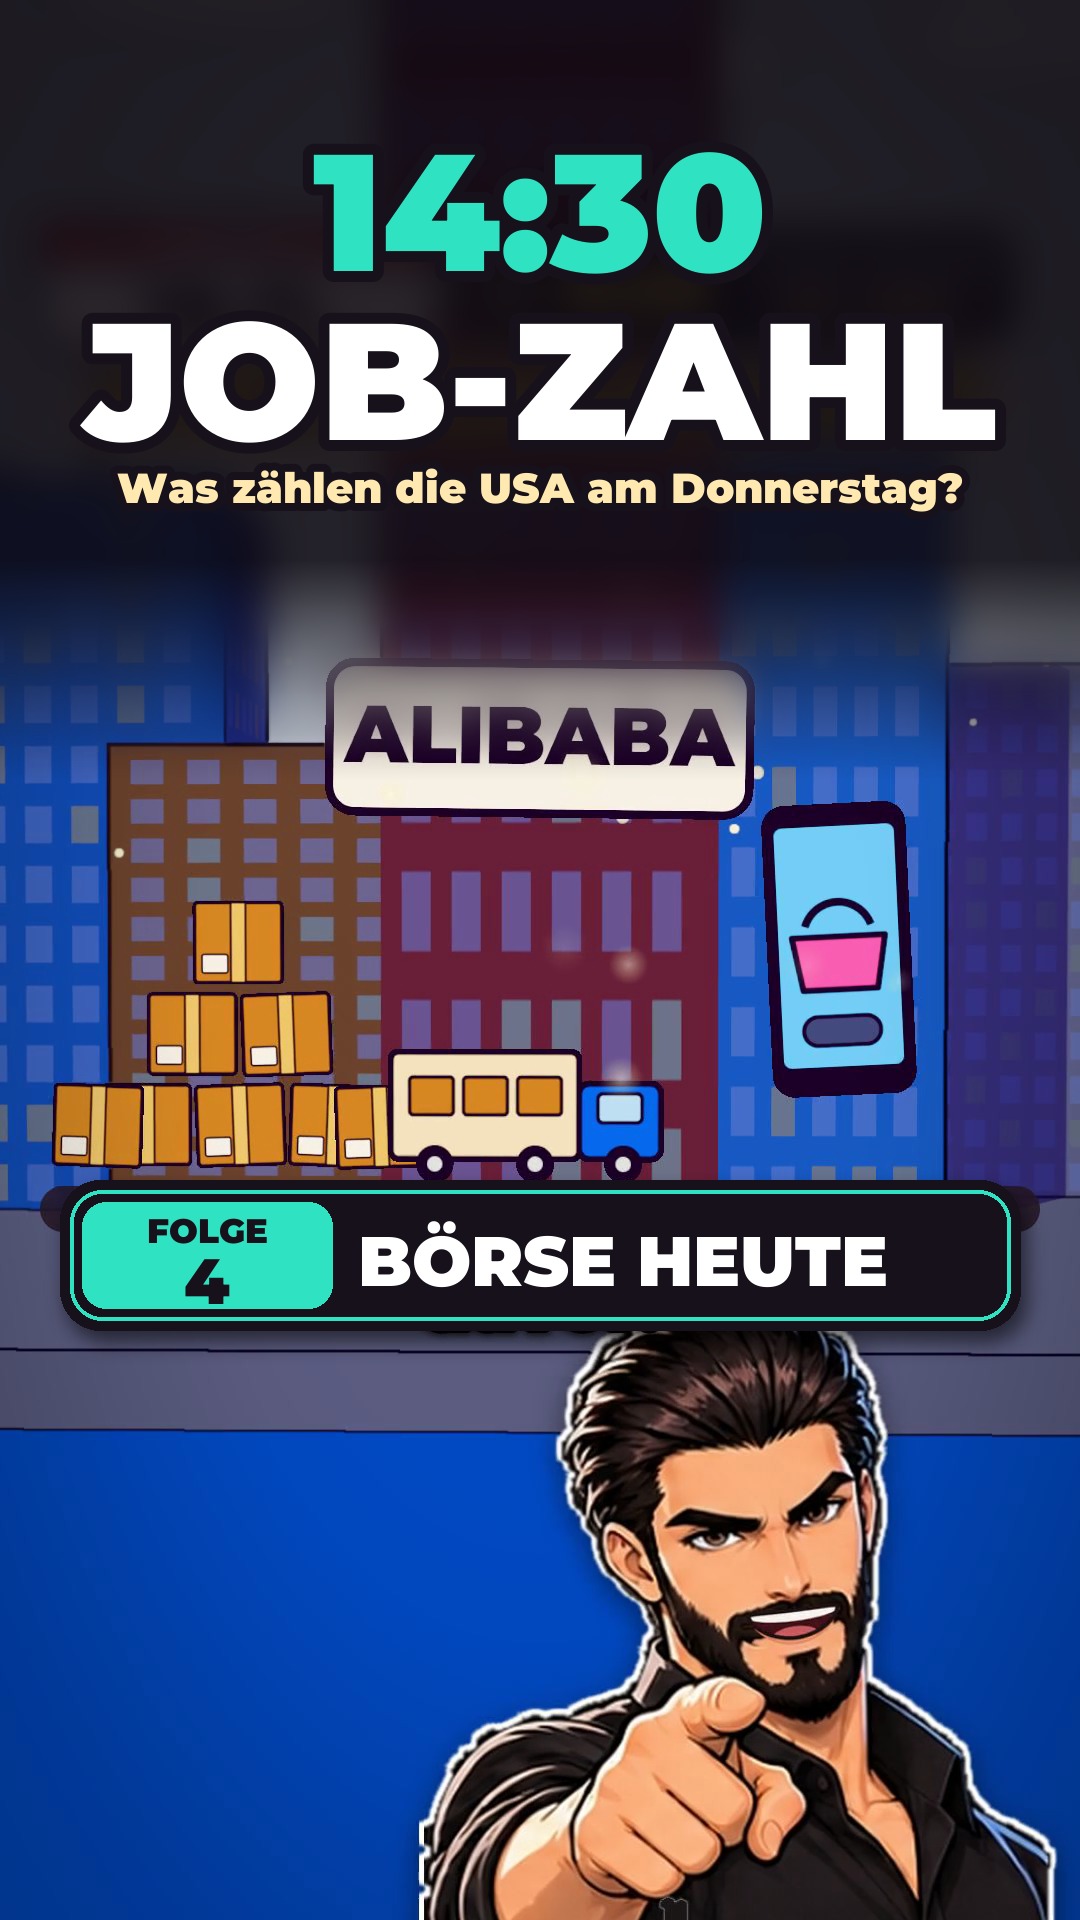 14:30
JOB-ZAHL
Was zählen die USA am Donnerstag?
ALIBABA
FOLGE
4
BÖRSE HEUTE